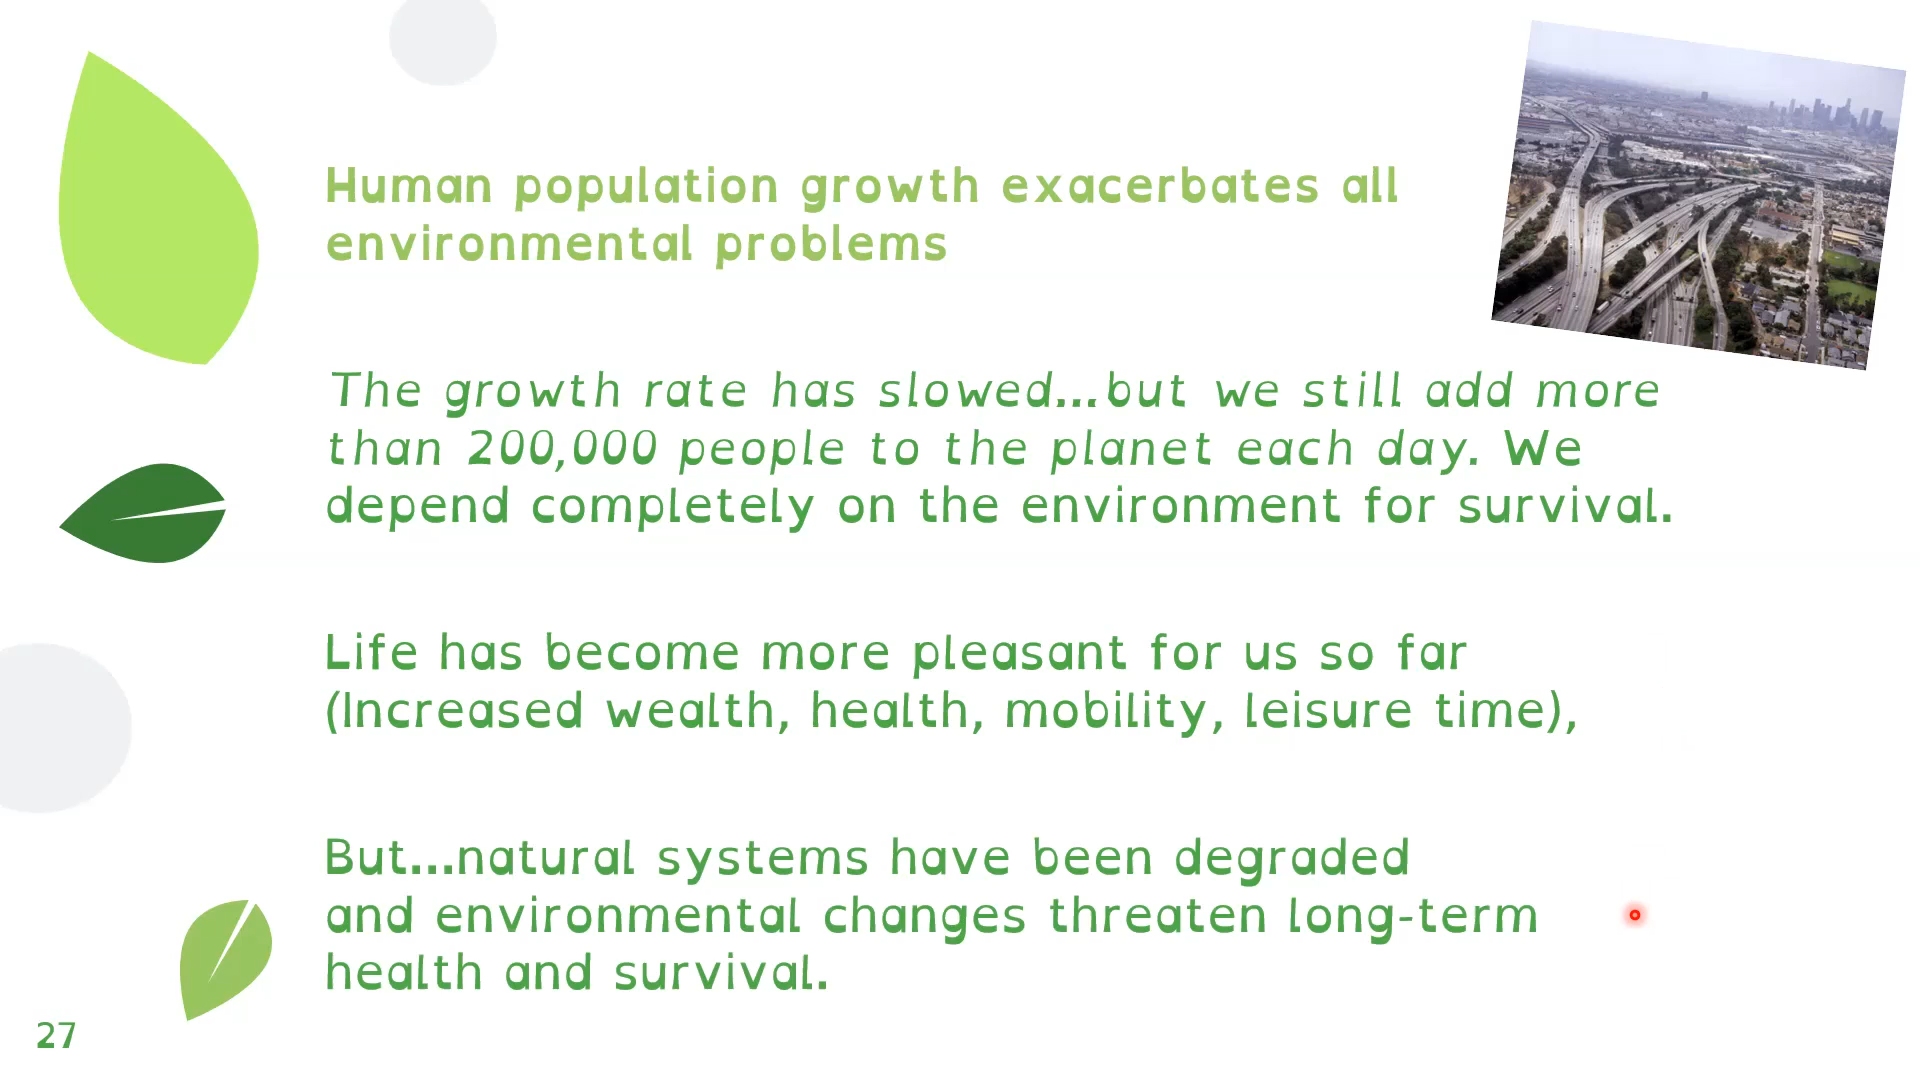 Human population growth exacerbates all
environmental problems
The growth rate has slowed...but we still add more
than 200,000 people to the planet each day. We
depend completely on the environment for survival.
Life has become more pleasant for us so far
(Increased wealth, health, mobility, leisure time),
But...natural systems have been degraded
and environmental changes threaten long-term
health and survival.
27